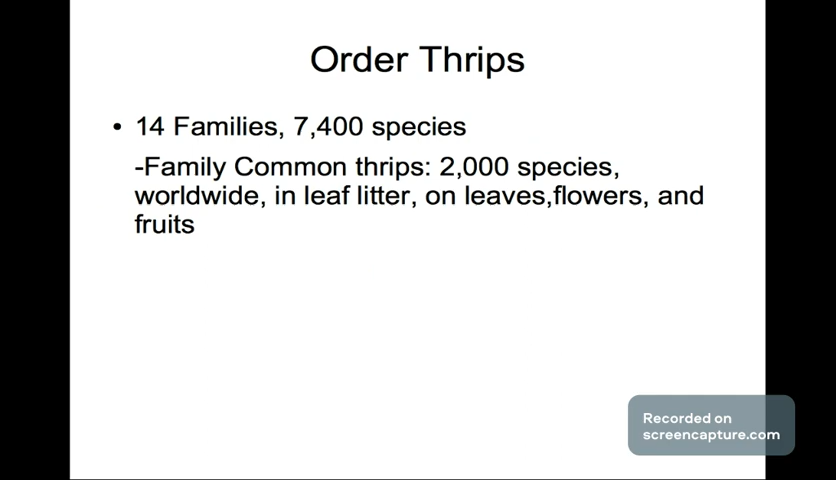 Order Thrips
• 14 Families, 7,400 species
-Family Common thrips: 2,000 species,
worldwide, in leaf litter, on leaves,flowers, and
fruits
Recorded on
screencapture.com